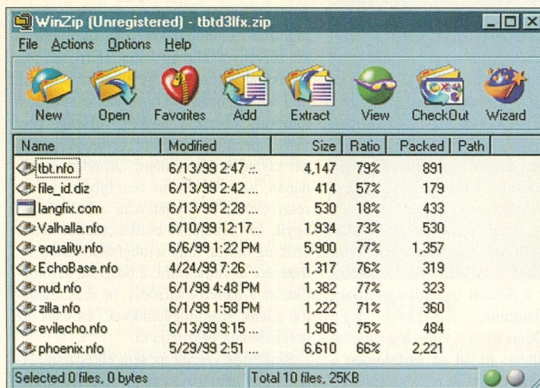 WinZip (Unregistered) - tbtd3lfx.zip
File Actions Options Help
New Open Favorites Add Extract View CheckOut Wizard
Name Modified Size Ratio Packed Path
tbt.nfo 6/13/99 2:47 ... 4,147 79% 891
file_id.diz 6/13/99 2:42 ... 414 57% 179
langfix.com 6/13/99 2:28 ... 530 18% 433
Valhalla.nfo 6/10/99 12:17... 1,934 73% 530
equality.nfo 6/6/99 1:22 PM 5,900 77% 1,357
EchoBase.nfo 4/24/99 7:26 ... 1,317 76% 319
nud.nfo 6/1/99 4:48 PM 1,382 77% 323
zilla.nfo 6/1/99 1:58 PM 1,222 71% 360
evilecho.nfo 6/13/99 9:15 ... 1,906 75% 484
phoenix.nfo 5/29/99 2:51 ... 6,610 66% 2,221
Selected 0 files, 0 bytes Total 10 files, 25KB